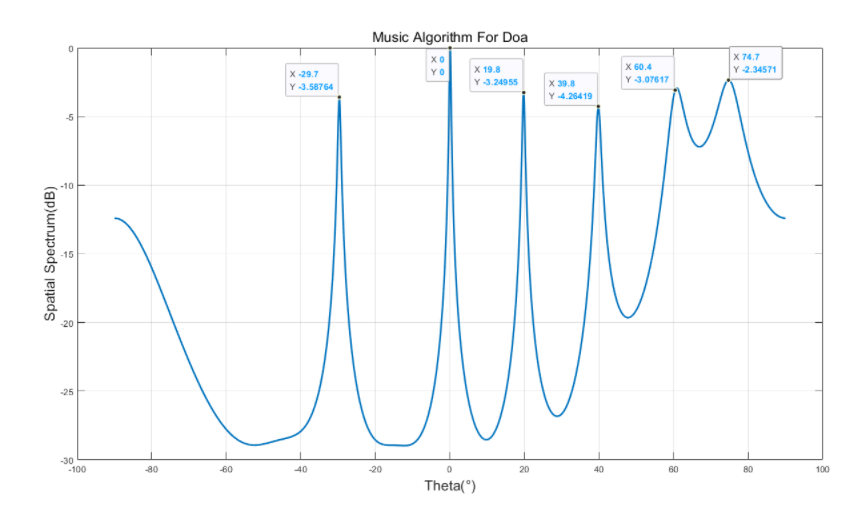 Music Algorithm For Doa
X -29.7
Y -3.58764
X 0
Y 0
X 19.8
Y -3.24955
X 39.8
Y -4.26419
X 60.4
Y -3.07617
X 74.7
Y -2.34571
Spatial Spectrum(dB)
0
-5
-10
-15
-20
-25
-30
-100 -80 -60 -40 -20 0 20 40 60 80 100
Theta(°)